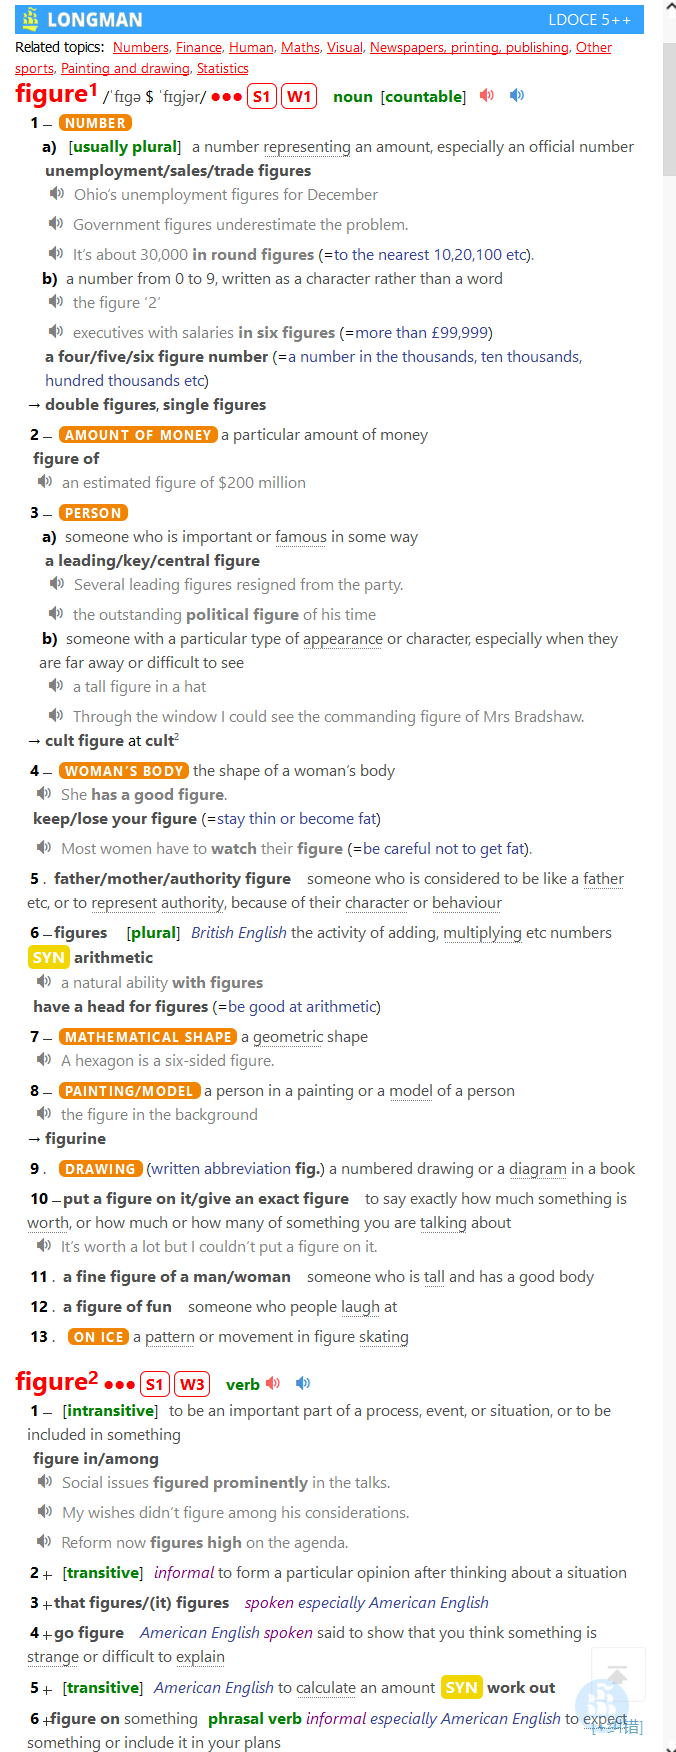 LONGMAN LDOCE 5++
Related topics: Numbers, Finance, Human, Maths, Visual, Newspapers, printing, publishing, Other
sports, Painting and drawing, Statistics
figure1 /ˈfɪɡə $ ˈfɪɡjər/ ●●● S1 W1 noun [countable]
1 – NUMBER
a) [usually plural] a number representing an amount, especially an official number
unemployment/sales/trade figures
Ohio’s unemployment figures for December
Government figures underestimate the problem.
It’s about 30,000 in round figures (=to the nearest 10,20,100 etc).
b) a number from 0 to 9, written as a character rather than a word
the figure ‘2’
executives with salaries in six figures (=more than £99,999)
a four/five/six figure number (=a number in the thousands, ten thousands,
hundred thousands etc)
→ double figures, single figures
2 – AMOUNT OF MONEY a particular amount of money
figure of
an estimated figure of $200 million
3 – PERSON
a) someone who is important or famous in some way
a leading/key/central figure
Several leading figures resigned from the party.
the outstanding political figure of his time
b) someone with a particular type of appearance or character, especially when they
are far away or difficult to see
a tall figure in a hat
Through the window I could see the commanding figure of Mrs Bradshaw.
→ cult figure at cult2
4 – WOMAN’S BODY the shape of a woman’s body
She has a good figure.
keep/lose your figure (=stay thin or become fat)
Most women have to watch their figure (=be careful not to get fat).
5 . father/mother/authority figure someone who is considered to be like a father
etc, or to represent authority, because of their character or behaviour
6 –figures [plural] British English the activity of adding, multiplying etc numbers
SYN arithmetic
a natural ability with figures
have a head for figures (=be good at arithmetic)
7 – MATHEMATICAL SHAPE a geometric shape
A hexagon is a six-sided figure.
8 – PAINTING/MODEL a person in a painting or a model of a person
the figure in the background
→ figurine
9 . DRAWING (written abbreviation fig.) a numbered drawing or a diagram in a book
10 –put a figure on it/give an exact figure to say exactly how much something is
worth, or how much or how many of something you are talking about
It’s worth a lot but I couldn’t put a figure on it.
11 . a fine figure of a man/woman someone who is tall and has a good body
12 . a figure of fun someone who people laugh at
13 . ON ICE a pattern or movement in figure skating
figure2 ●●● S1 W3 verb
1 – [intransitive] to be an important part of a process, event, or situation, or to be
included in something
figure in/among
Social issues figured prominently in the talks.
My wishes didn’t figure among his considerations.
Reform now figures high on the agenda.
2 + [transitive] informal to form a particular opinion after thinking about a situation
3 +that figures/(it) figures spoken especially American English
4 +go figure American English spoken said to show that you think something is
strange or difficult to explain
5 + [transitive] American English to calculate an amount SYN work out
6 +figure on something phrasal verb informal especially American English to expect
something or include it in your plans
错]